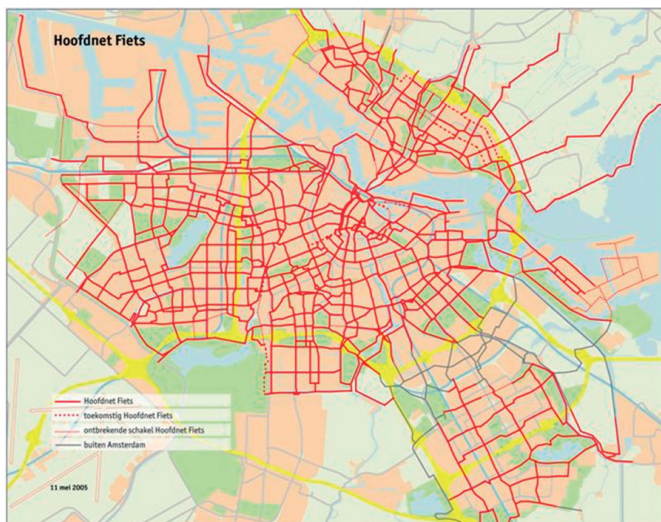 Hoofdnet Fiets
Hoofdnet Fiets
toekomstig Hoofdnet Fiets
ontbrekende schakel Hoofdnet Fiets
buiten Amsterdam
11 mei 2005